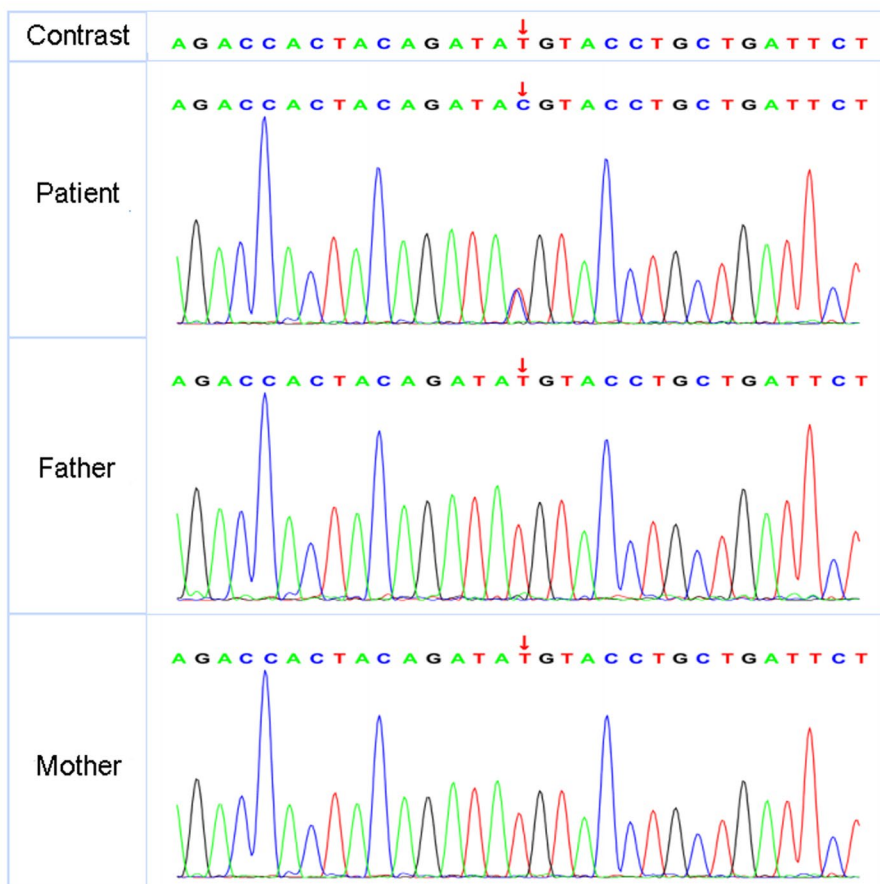 Contrast
AGACCACTACAGATATGTACCTGCTGATTCT
Patient
AGACCACTACAGATACGTACCTGCTGATTCT
Father
AGACCACTACAGATATGTACCTGCTGATTCT
Mother
AGACCACTACAGATATGTACCTGCTGATTCT